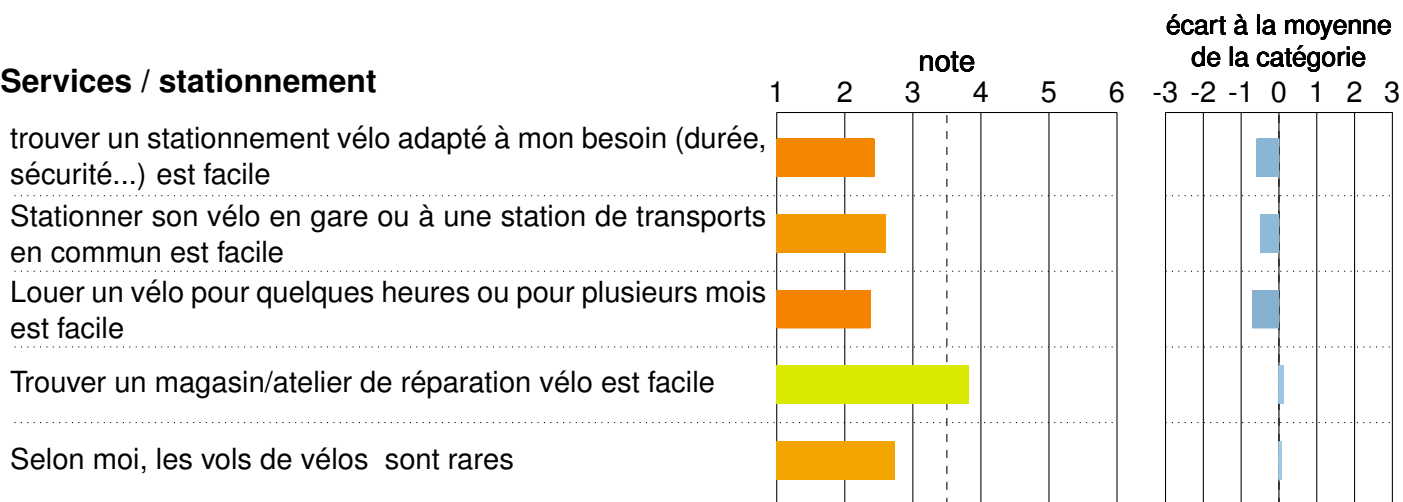 écart à la moyenne
de la catégorie
note
Services / stationnement
1 2 3 4 5 6
-3 -2 -1 0 1 2 3
trouver un stationnement vélo adapté à mon besoin (durée,
sécurité...) est facile
Stationner son vélo en gare ou à une station de transports
en commun est facile
Louer un vélo pour quelques heures ou pour plusieurs mois
est facile
Trouver un magasin/atelier de réparation vélo est facile
Selon moi, les vols de vélos  sont rares